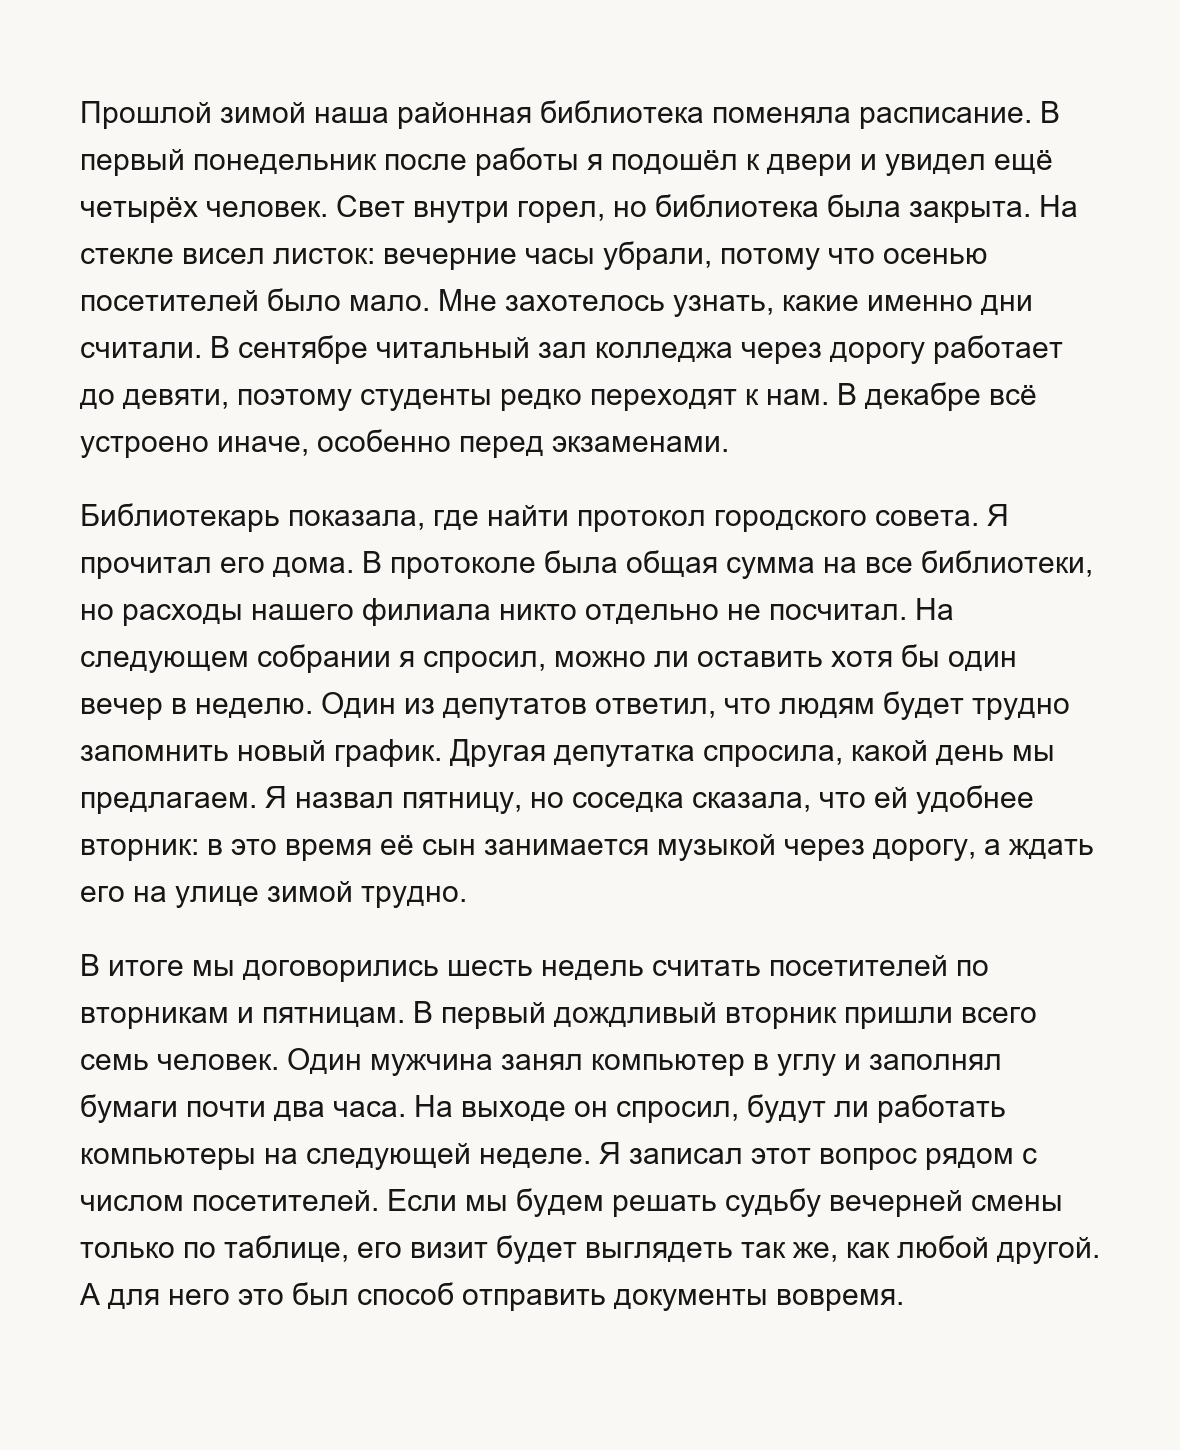 Прошлой зимой наша районная библиотека поменяла расписание. В
первый понедельник после работы я подошёл к двери и увидел ещё
четырёх человек. Свет внутри горел, но библиотека была закрыта. На
стекле висел листок: вечерние часы убрали, потому что осенью
посетителей было мало. Мне захотелось узнать, какие именно дни
считали. В сентябре читальный зал колледжа через дорогу работает
до девяти, поэтому студенты редко переходят к нам. В декабре всё
устроено иначе, особенно перед экзаменами.
Библиотекарь показала, где найти протокол городского совета. Я
прочитал его дома. В протоколе была общая сумма на все библиотеки,
но расходы нашего филиала никто отдельно не посчитал. На
следующем собрании я спросил, можно ли оставить хотя бы один
вечер в неделю. Один из депутатов ответил, что людям будет трудно
запомнить новый график. Другая депутатка спросила, какой день мы
предлагаем. Я назвал пятницу, но соседка сказала, что ей удобнее
вторник: в это время её сын занимается музыкой через дорогу, а ждать
его на улице зимой трудно.
В итоге мы договорились шесть недель считать посетителей по
вторникам и пятницам. В первый дождливый вторник пришли всего
семь человек. Один мужчина занял компьютер в углу и заполнял
бумаги почти два часа. На выходе он спросил, будут ли работать
компьютеры на следующей неделе. Я записал этот вопрос рядом с
числом посетителей. Если мы будем решать судьбу вечерней смены
только по таблице, его визит будет выглядеть так же, как любой другой.
А для него это был способ отправить документы вовремя.